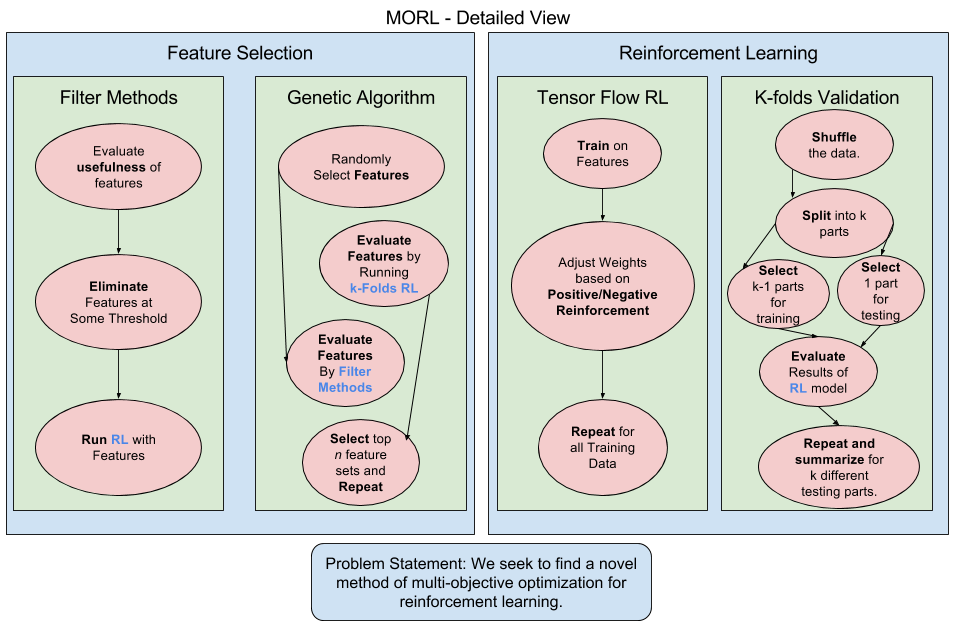 MORL - Detailed View
Feature Selection
Filter Methods
Evaluate
usefulness of
features
Eliminate
Features at
Some Threshold
Run RL with
Features
Genetic Algorithm
Randomly
Select Features
Evaluate
Features by
Running
k-Folds RL
Evaluate
Features
By Filter
Methods
Select top
n feature
sets and
Repeat
Reinforcement Learning
Tensor Flow RL
Train on
Features
Adjust Weights
based on
Positive/Negative
Reinforcement
Repeat for
all Training
Data
K-folds Validation
Shuffle
the data.
Split into k
parts
Select
k-1 parts
for
training
Select
1 part
for
testing
Evaluate
Results of
RL model
Repeat and
summarize for
k different
testing parts.
Problem Statement: We seek to find a novel
method of multi-objective optimization for
reinforcement learning.